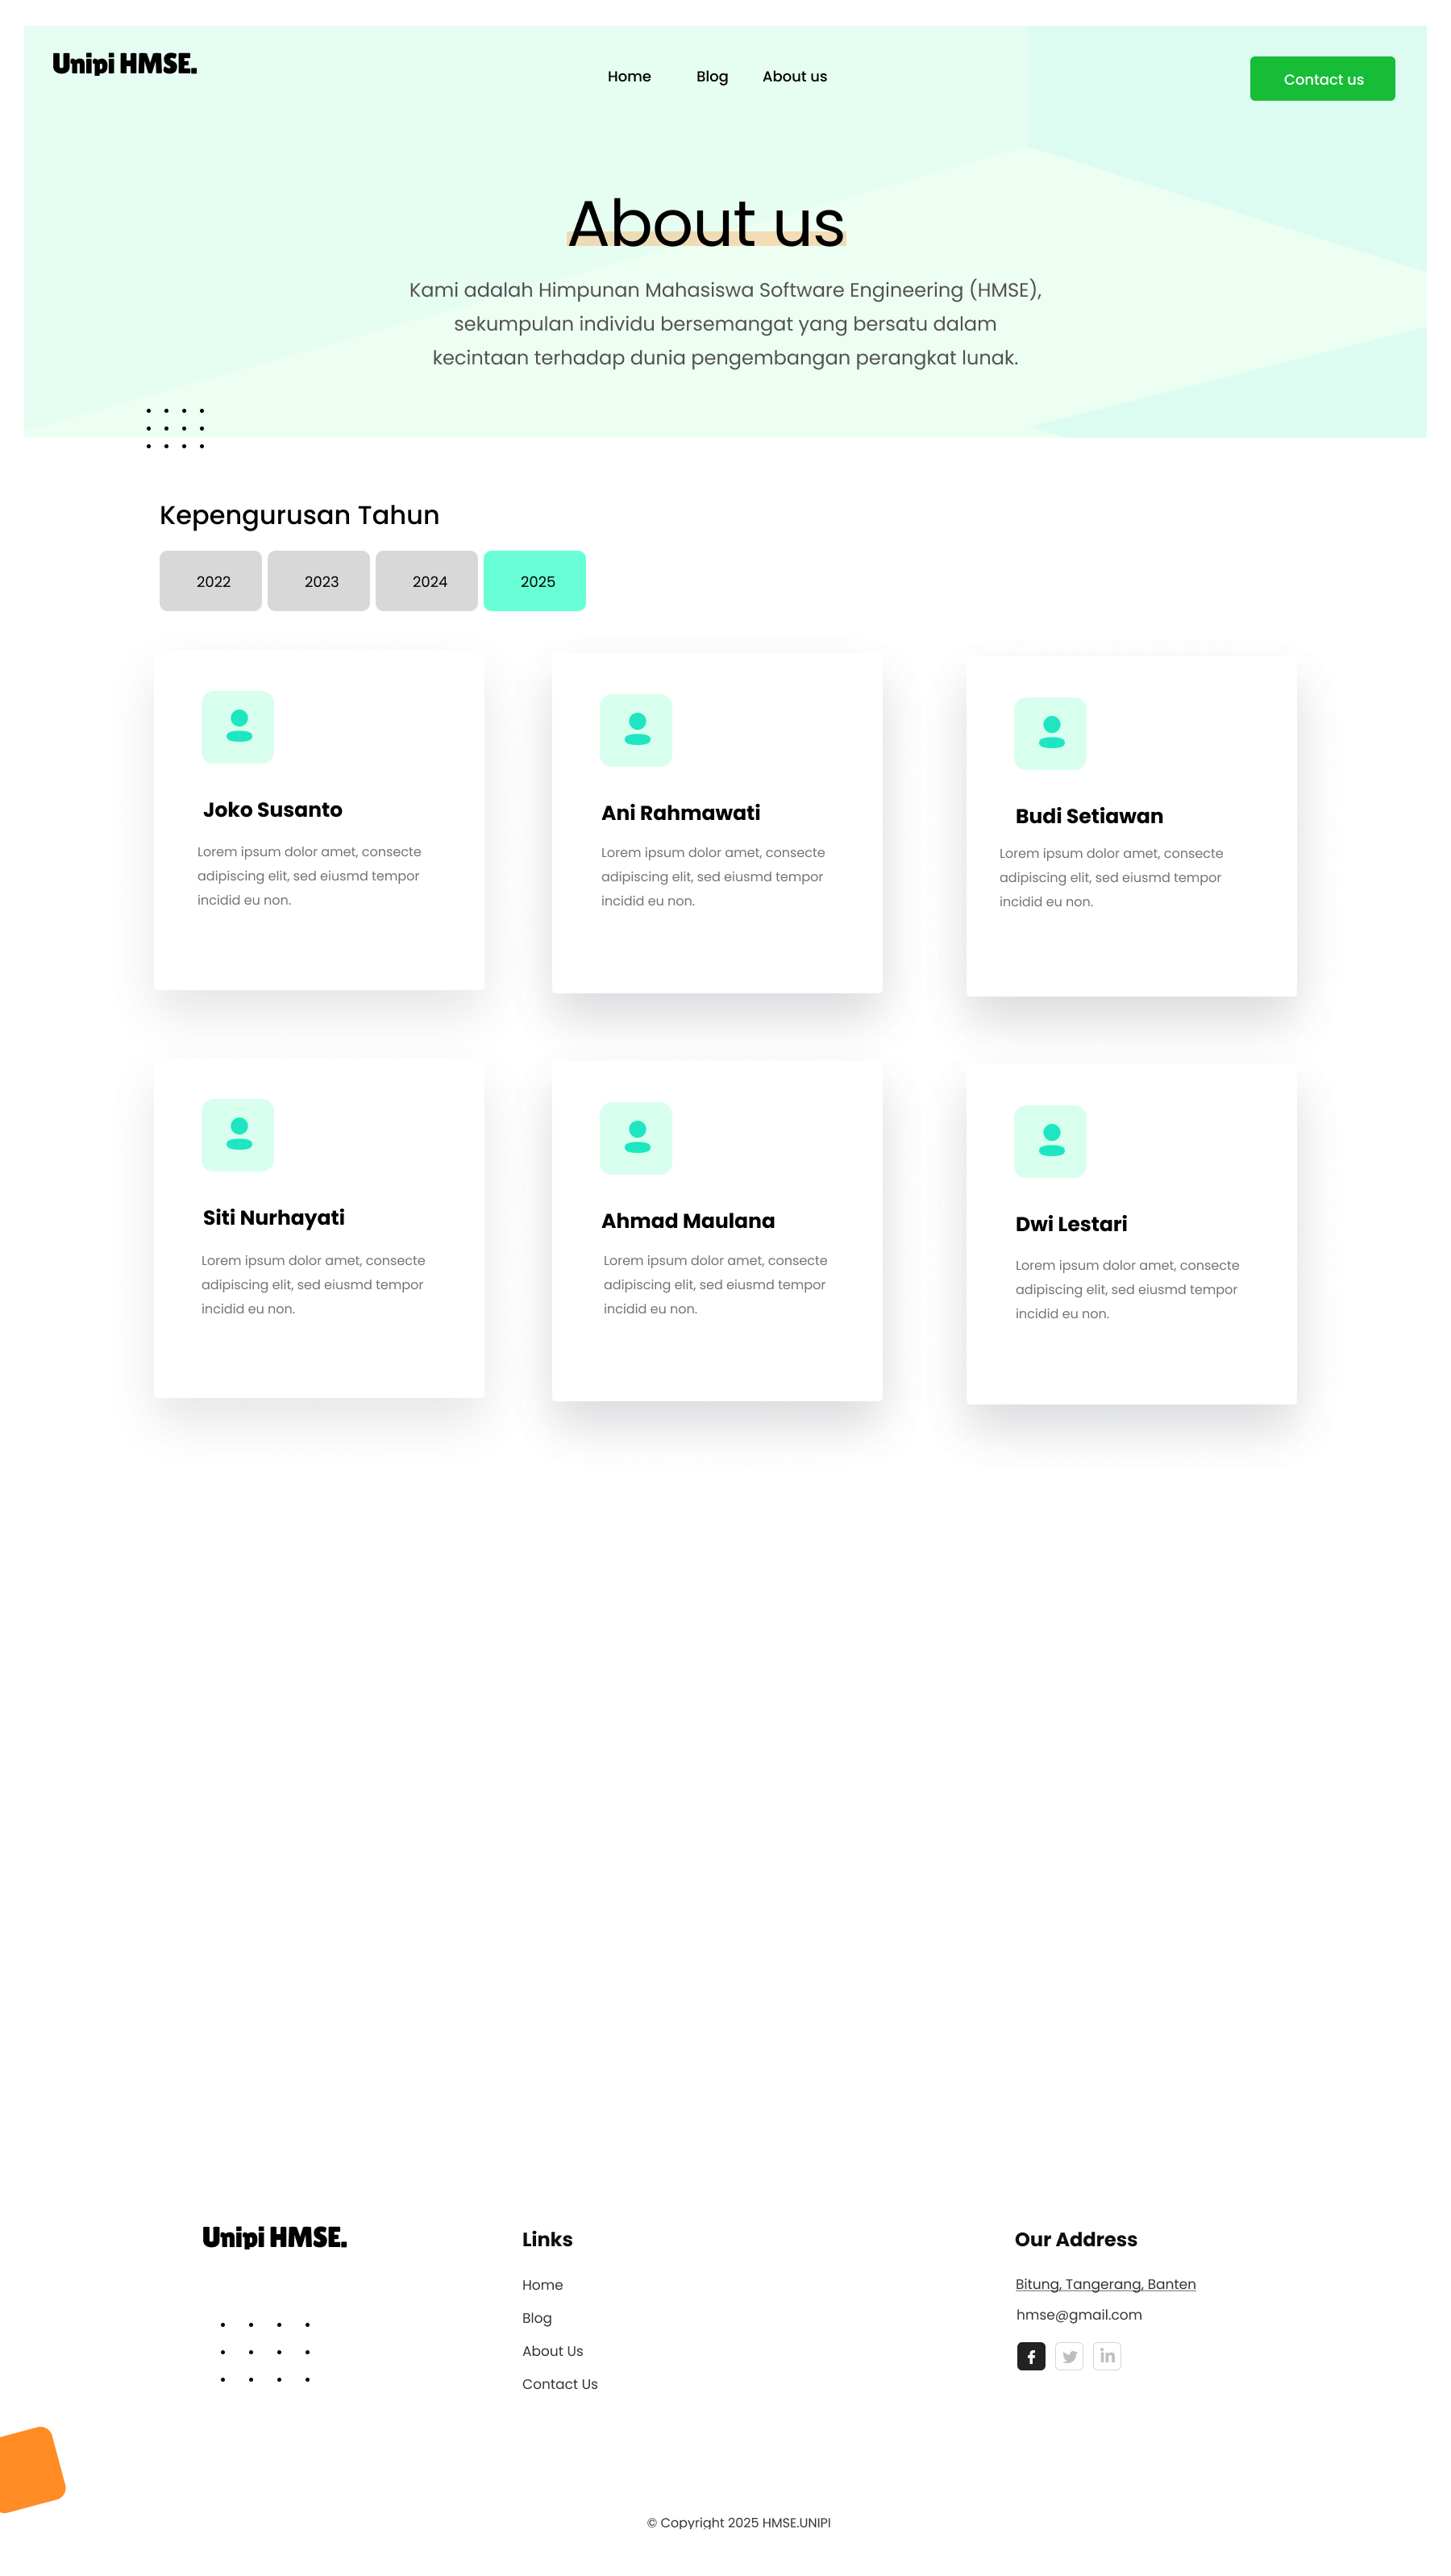 Unipi HMSE.
Home
Blog
About us
Contact us
About us
Kami adalah Himpunan Mahasiswa Software Engineering (HMSE),
sekumpulan individu bersemangat yang bersatu dalam
kecintaan terhadap dunia pengembangan perangkat lunak.
Kepengurusan Tahun
2022
2023
2024
2025
Joko Susanto
Lorem ipsum dolor amet, consecte
adipiscing elit, sed eiusmd tempor
incidid eu non.
Ani Rahmawati
Lorem ipsum dolor amet, consecte
adipiscing elit, sed eiusmd tempor
incidid eu non.
Budi Setiawan
Lorem ipsum dolor amet, consecte
adipiscing elit, sed eiusmd tempor
incidid eu non.
Siti Nurhayati
Lorem ipsum dolor amet, consecte
adipiscing elit, sed eiusmd tempor
incidid eu non.
Ahmad Maulana
Lorem ipsum dolor amet, consecte
adipiscing elit, sed eiusmd tempor
incidid eu non.
Dwi Lestari
Lorem ipsum dolor amet, consecte
adipiscing elit, sed eiusmd tempor
incidid eu non.
Unipi HMSE.
Links
Home
Blog
About Us
Contact Us
Our Address
Bitung, Tangerang, Banten
hmse@gmail.com
© Copyright 2025 HMSE.UNIPI